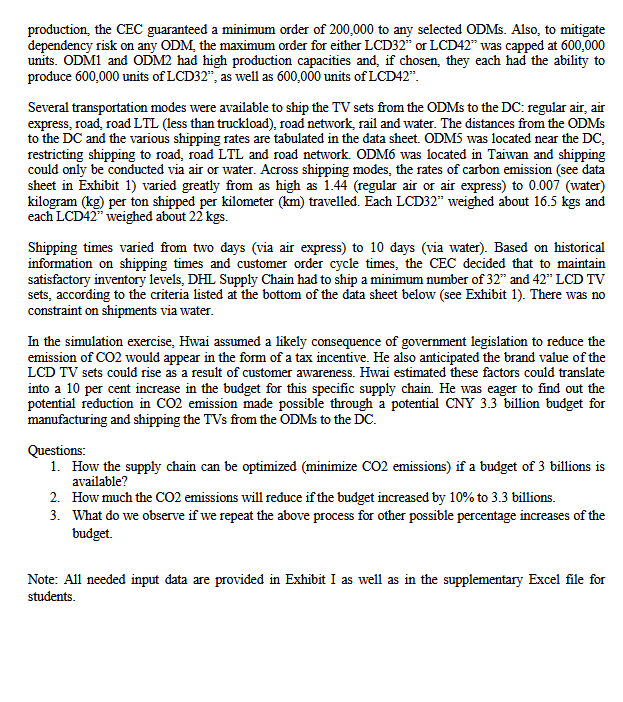 production, the CEC guaranteed a minimum order of 200,000 to any selected ODMs. Also, to mitigate
dependency risk on any ODM, the maximum order for either LCD32” or LCD42” was capped at 600,000
units. ODM1 and ODM2 had high production capacities and, if chosen, they each had the ability to
produce 600,000 units of LCD32”, as well as 600,000 units of LCD42”.
Several transportation modes were available to ship the TV sets from the ODMs to the DC: regular air, air
express, road, road LTL (less than truckload), road network, rail and water. The distances from the ODMs
to the DC and the various shipping rates are tabulated in the data sheet. ODM5 was located near the DC,
restricting shipping to road, road LTL and road network. ODM6 was located in Taiwan and shipping
could only be conducted via air or water. Across shipping modes, the rates of carbon emission (see data
sheet in Exhibit 1) varied greatly from as high as 1.44 (regular air or air express) to 0.007 (water)
kilogram (kg) per ton shipped per kilometer (km) travelled. Each LCD32” weighed about 16.5 kgs and
each LCD42” weighed about 22 kgs.
Shipping times varied from two days (via air express) to 10 days (via water). Based on historical
information on shipping times and customer order cycle times, the CEC decided that to maintain
satisfactory inventory levels, DHL Supply Chain had to ship a minimum number of 32” and 42” LCD TV
sets, according to the criteria listed at the bottom of the data sheet below (see Exhibit 1). There was no
constraint on shipments via water.
In the simulation exercise, Hwai assumed a likely consequence of government legislation to reduce the
emission of CO2 would appear in the form of a tax incentive. He also anticipated the brand value of the
LCD TV sets could rise as a result of customer awareness. Hwai estimated these factors could translate
into a 10 per cent increase in the budget for this specific supply chain. He was eager to find out the
potential reduction in CO2 emission made possible through a potential CNY 3.3 billion budget for
manufacturing and shipping the TVs from the ODMs to the DC.
Questions:
1. How the supply chain can be optimized (minimize CO2 emissions) if a budget of 3 billions is
available?
2. How much the CO2 emissions will reduce if the budget increased by 10% to 3.3 billions.
3. What do we observe if we repeat the above process for other possible percentage increases of the
budget.
Note: All needed input data are provided in Exhibit I as well as in the supplementary Excel file for
students.